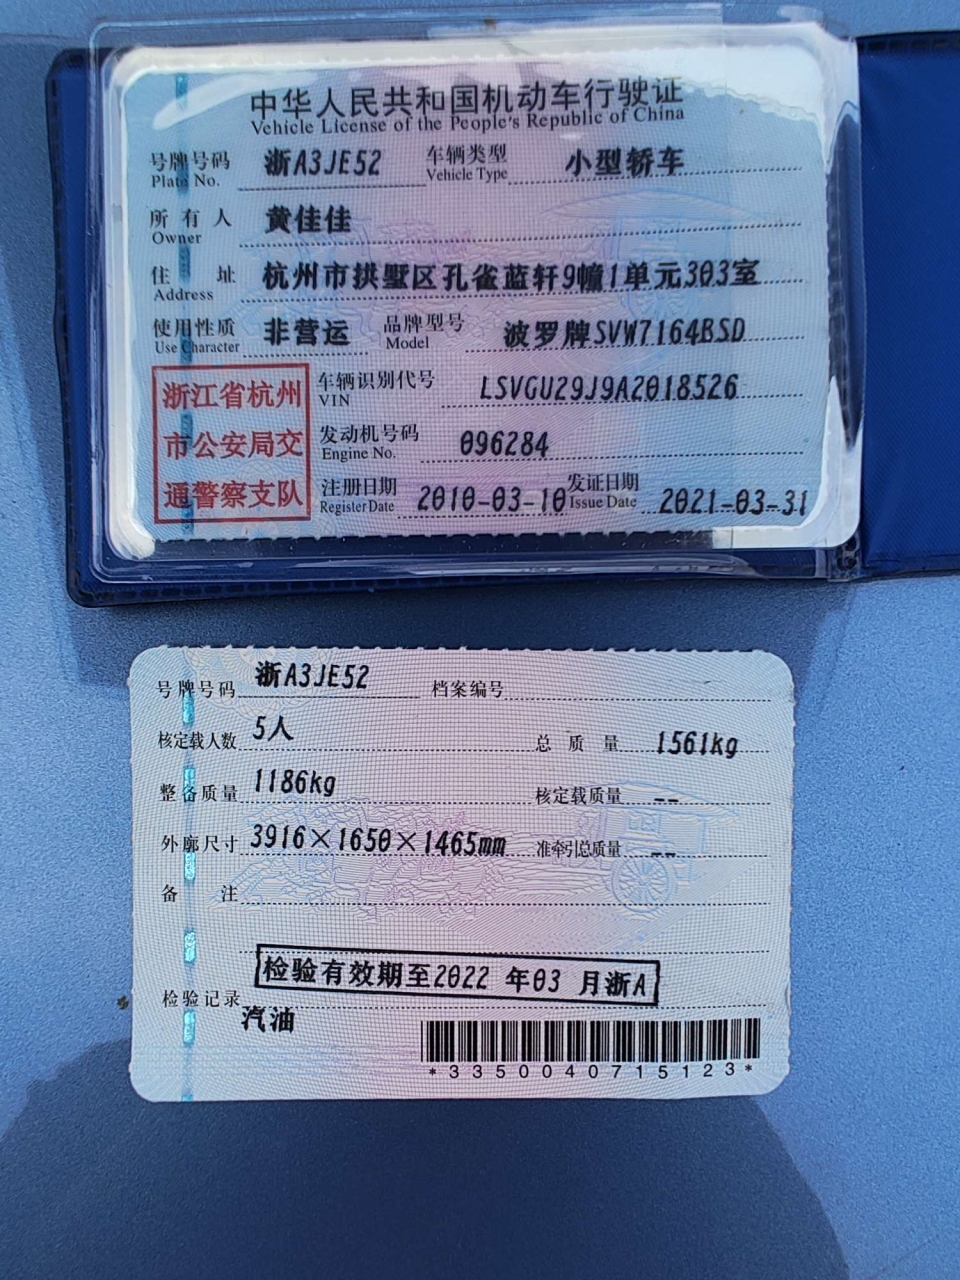 中华人民共和国机动车行驶证
Vehicle License of the People's Republic of China
号牌号码 浙A3JE52 车辆类型 小型轿车
Plate No. Vehicle Type
所有人 黄佳佳
Owner
住址 杭州市拱墅区孔雀蓝轩9幢1单元303室
Address
使用性质 非营运 品牌型号 波罗牌SVW7164BSD
Use Character Model
浙江省杭州
市公安局交
通警察支队
车辆识别代号 LSVGU29J9A2018526
VIN
发动机号码 096284
Engine No.
注册日期 2010-03-10 发证日期 2021-03-31
Register Date Issue Date
号牌号码 浙A3JE52 档案编号
核定载人数 5人 总质量 1561kg
整备质量 1186kg 核定载质量 --
外廓尺寸 3916×1650×1465mm 准牵引总质量 --
备注
检验有效期至2022 年03 月浙A
检验记录
汽油
*3350040715123*